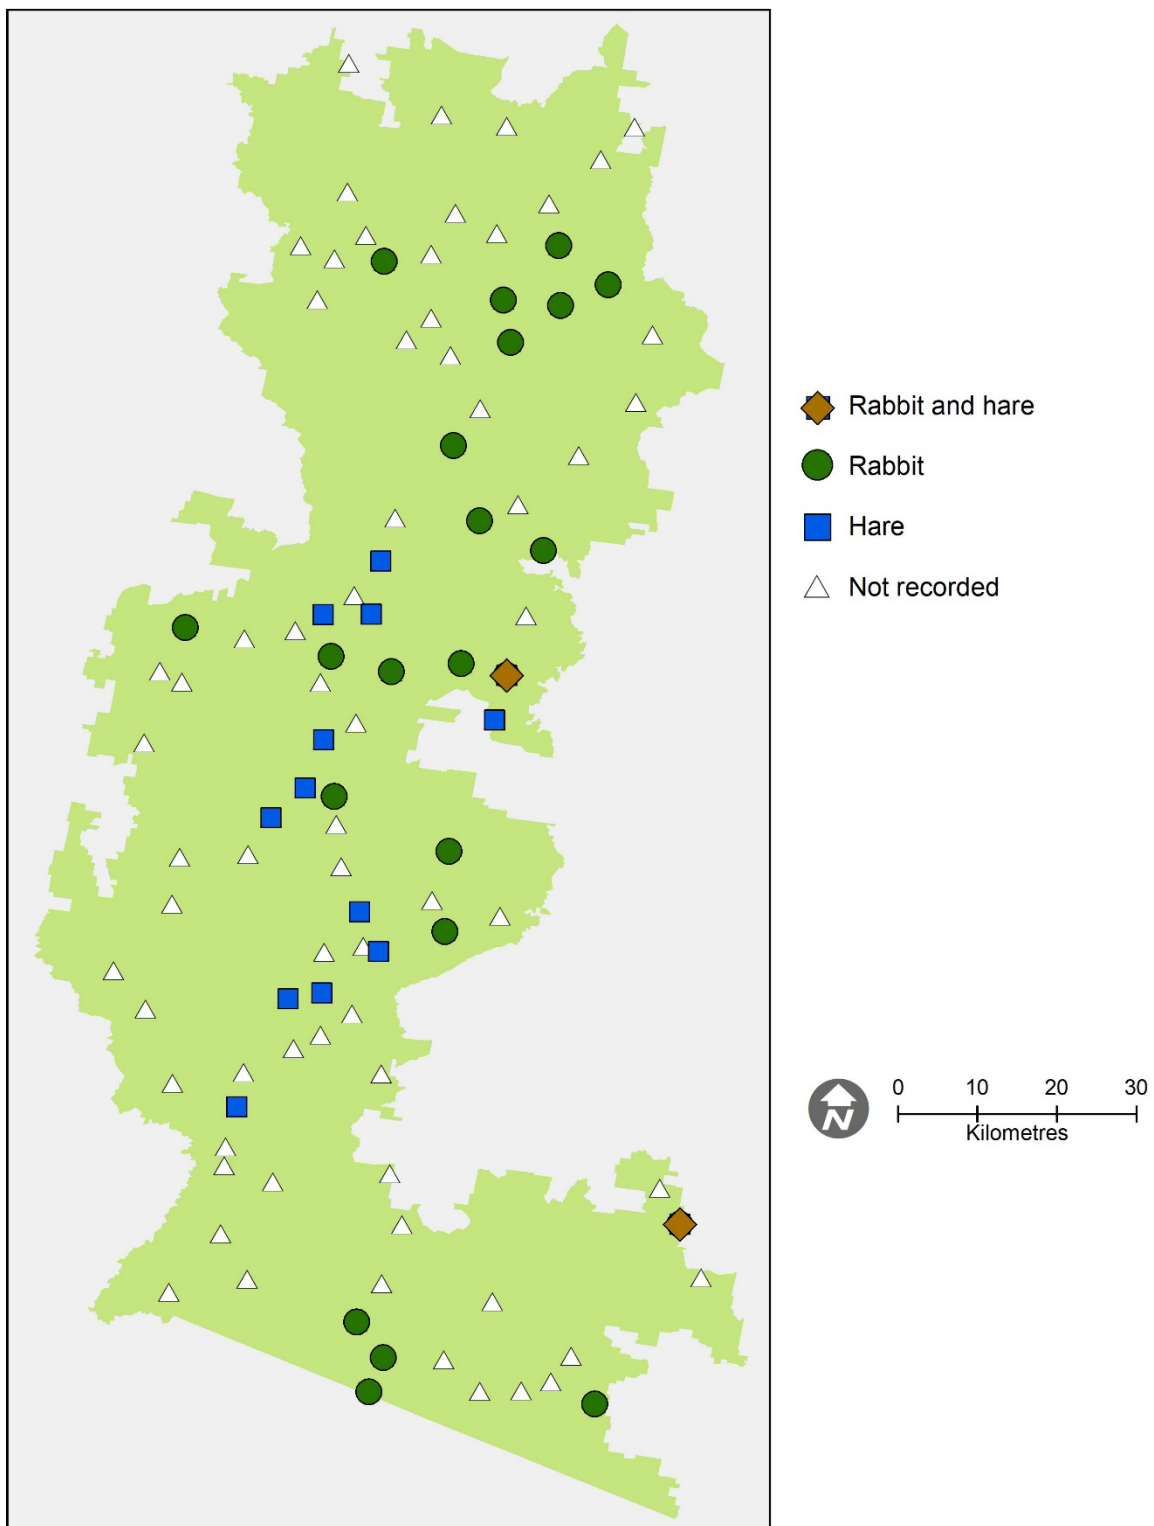 Rabbit and hare
Rabbit
Hare
Not recorded
N
0 10 20 30
Kilometres